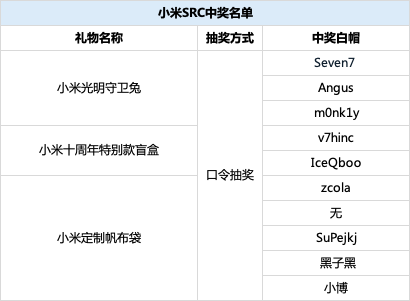 小米SRC中奖名单
礼物名称 抽奖方式 中奖白帽
小米光明守卫兔 口令抽奖 Seven7
Angus
m0nk1y
小米十周年特别款盲盒 v7hinc
IceQboo
小米定制帆布袋 zcola
无
SuPejkj
黑子黑
小博